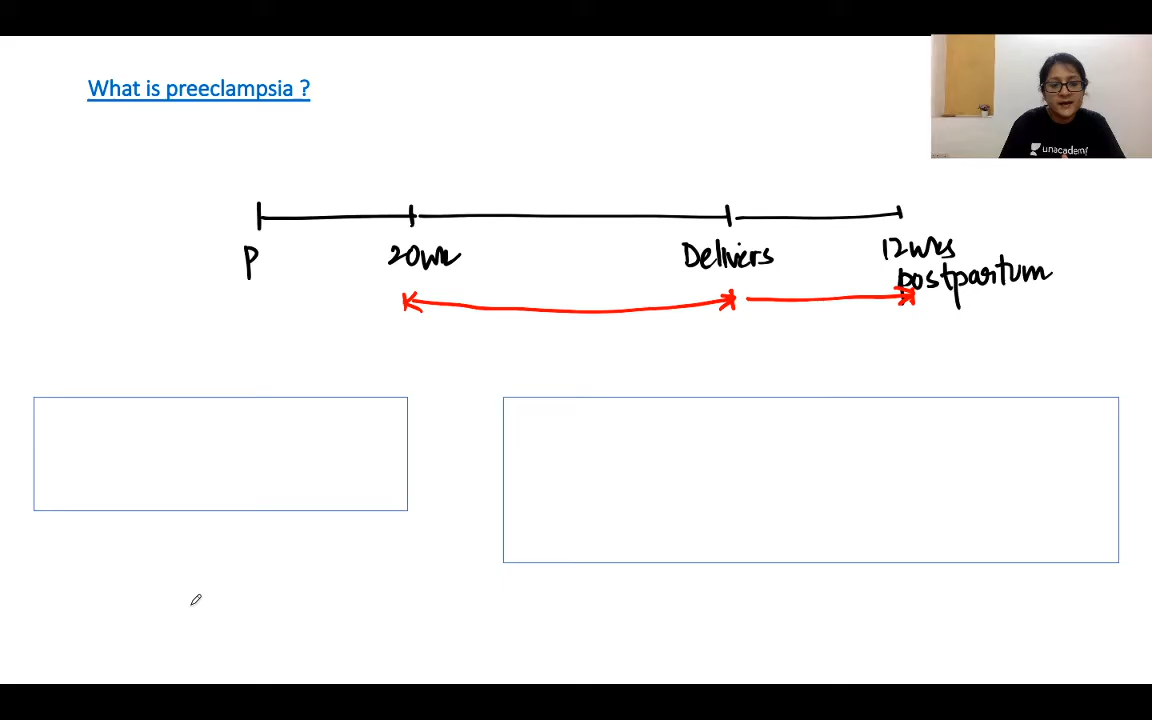 What is preeclampsia ?
unacademy
P
20wk
Delivers
12wks
postpartum